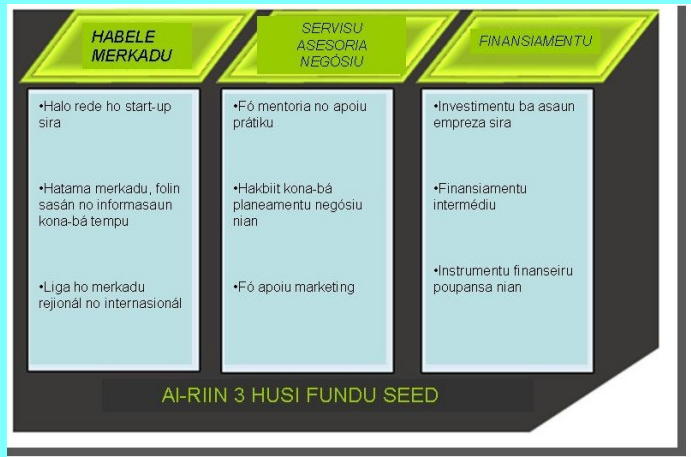 HABELE
MERKADU
SERVISU
ASESORIA
NEGÓSIU
FINANSIAMENTU
•Halo rede ho start-up
sira
•Hatama merkadu, folin
sasán no informasaun
kona-bá tempu
•Liga ho merkadu
rejionál no internasionál
•Fó mentoria no apoiu
prátiku
•Hakbiit kona-bá
planeamentu negósiu
nian
•Fó apoiu marketing
•Investimentu ba asaun
empreza sira
•Finansiamentu
intermédiu
•Instrumentu finanseiru
poupansa nian
AI-RIIN 3 HUSI FUNDU SEED